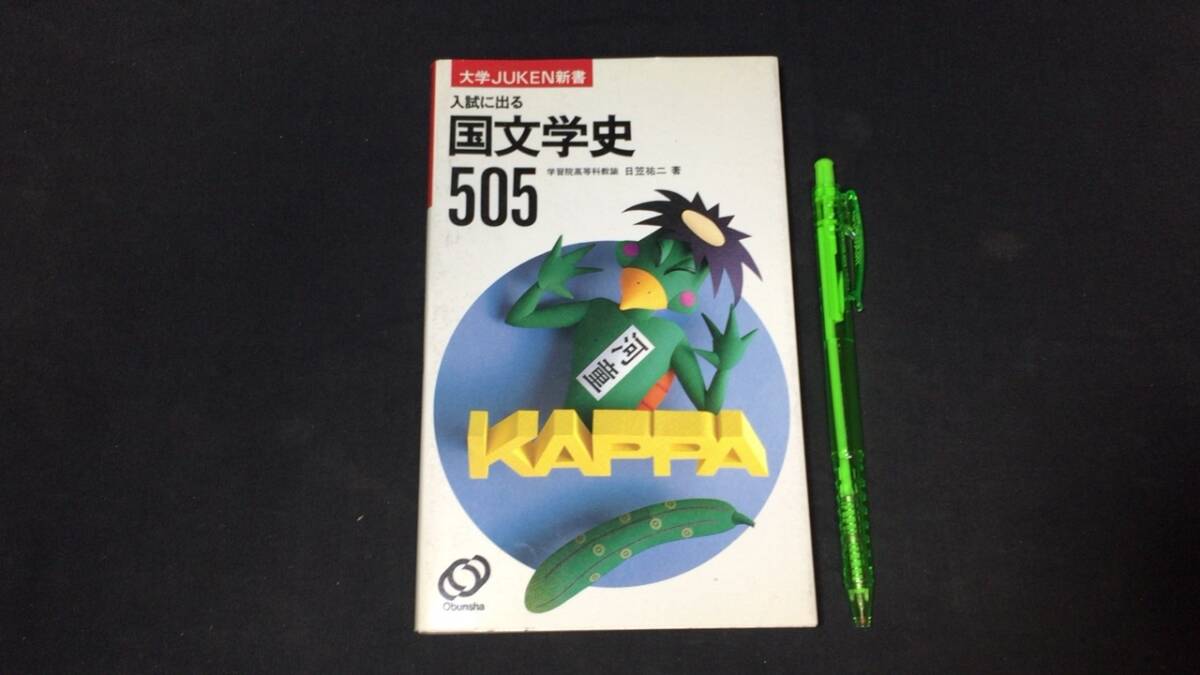 大学JUKEN新書
入試に出る
国文学史
505
学習院高等科教諭 日笠祐二 著
河童
KAPPA
Obunsha